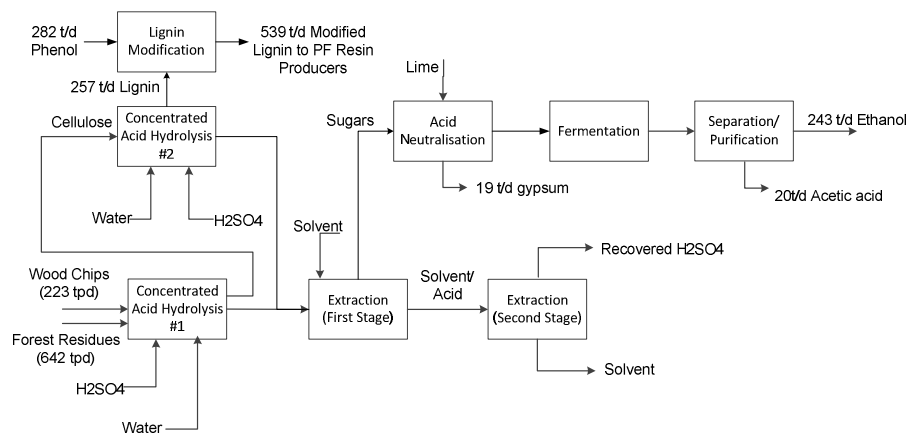 282 t/d
Phenol
Lignin
Modification
539 t/d Modified
Lignin to PF Resin
Producers
257 t/d Lignin
Cellulose
Concentrated
Acid Hydrolysis
#2
Water
H2SO4
Lime
Sugars
Acid
Neutralisation
Fermentation
Separation/
Purification
243 t/d Ethanol
19 t/d gypsum
20t/d Acetic acid
Solvent
Wood Chips
(223 tpd)
Forest Residues
(642 tpd)
Concentrated
Acid Hydrolysis
#1
H2SO4
Water
Extraction
(First Stage)
Solvent/
Acid
Extraction
(Second Stage)
Recovered H2SO4
Solvent